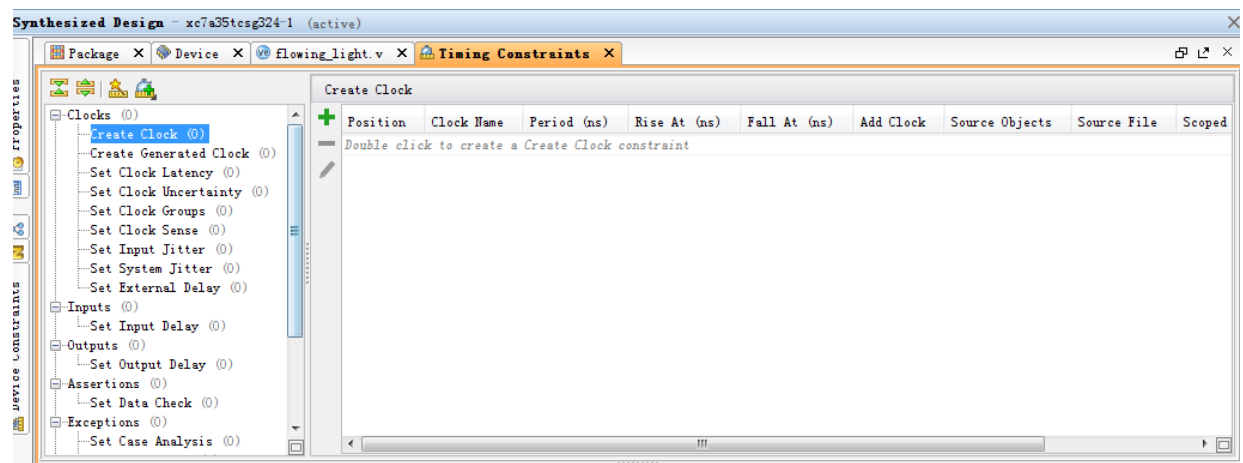 Synthesized Design - xc7a35tcsg324-1 (active)
Package
Device
flowing_light.v
Timing Constraints
Properties
Device Constraints
Create Clock
Position Clock Name Period (ns) Rise At (ns) Fall At (ns) Add Clock Source Objects Source File Scoped
Double click to create a Create Clock constraint
Clocks (0)
Create Clock (0)
Create Generated Clock (0)
Set Clock Latency (0)
Set Clock Uncertainty (0)
Set Clock Groups (0)
Set Clock Sense (0)
Set Input Jitter (0)
Set System Jitter (0)
Set External Delay (0)
Inputs (0)
Set Input Delay (0)
Outputs (0)
Set Output Delay (0)
Assertions (0)
Set Data Check (0)
Exceptions (0)
Set Case Analysis (0)